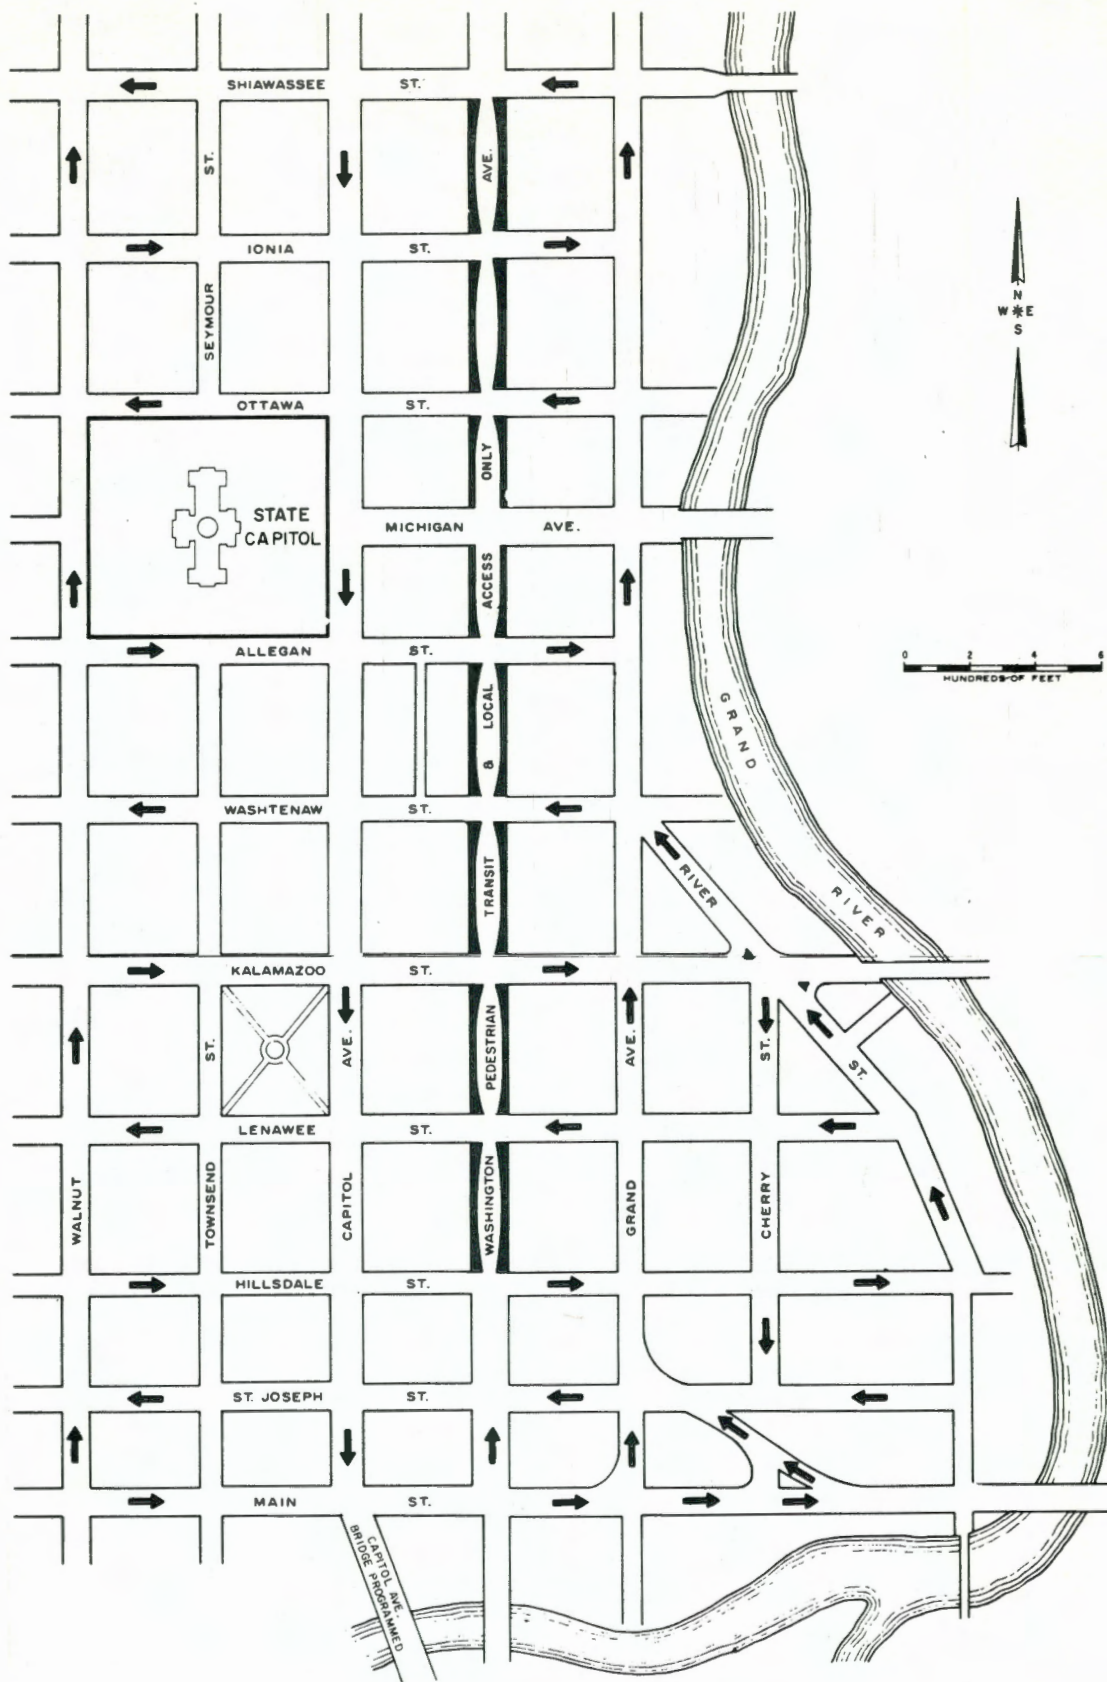 SHIAWASSEE ST.
ST.
AVE.
IONIA ST.
SEYMOUR
N
W E
S
OTTAWA ST.
ONLY
STATE
CAPITOL
MICHIGAN AVE.
ACCESS
ALLEGAN ST.
0 2 4 6
HUNDREDS OF FEET
& LOCAL
GRAND
WASHTENAW ST.
TRANSIT
RIVER
RIVER
KALAMAZOO ST.
ST.
AVE.
PEDESTRIAN
AVE.
ST.
ST.
LENAWEE ST.
WALNUT
TOWNSEND
CAPITOL
WASHINGTON
GRAND
CHERRY
HILLSDALE ST.
ST. JOSEPH ST.
MAIN ST.
CAPITOL AVE.
BRIDGE PROGRAMMED